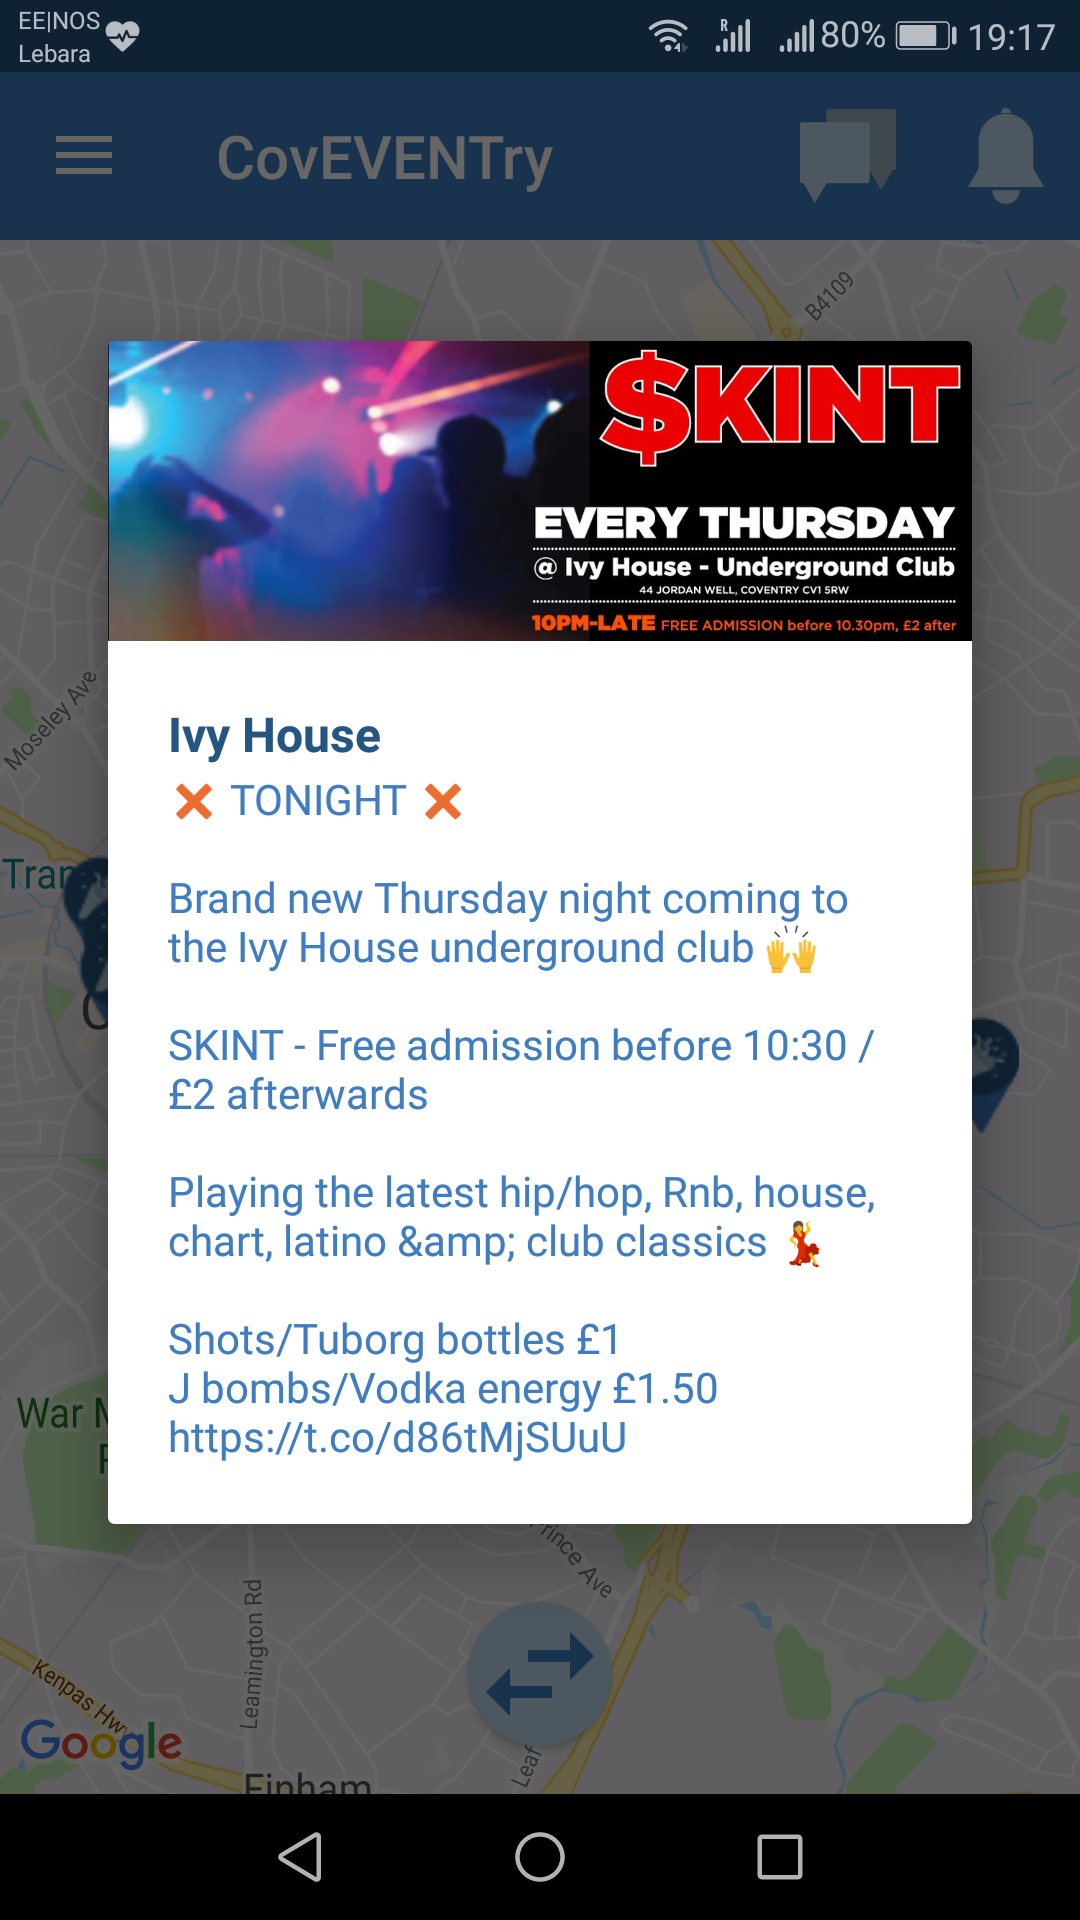 EE|NOS
Lebara
R
80%
19:17
CovEVENTry
B4109
$KINT
EVERY THURSDAY
@ Ivy House - Underground Club
44 JORDAN WELL, COVENTRY CV1 5RW
10PM-LATE FREE ADMISSION before 10.30pm, £2 after
Moseley Ave
Ivy House
❌ TONIGHT ❌
Brand new Thursday night coming to
the Ivy House underground club 🙌
SKINT - Free admission before 10:30 /
£2 afterwards
Playing the latest hip/hop, Rnb, house,
chart, latino &amp; club classics 💃
Shots/Tuborg bottles £1
J bombs/Vodka energy £1.50
https://t.co/d86tMjSUuU
War
Prince Ave
Leamington Rd
Kenpas Hwy
Google
Leaf
Finham